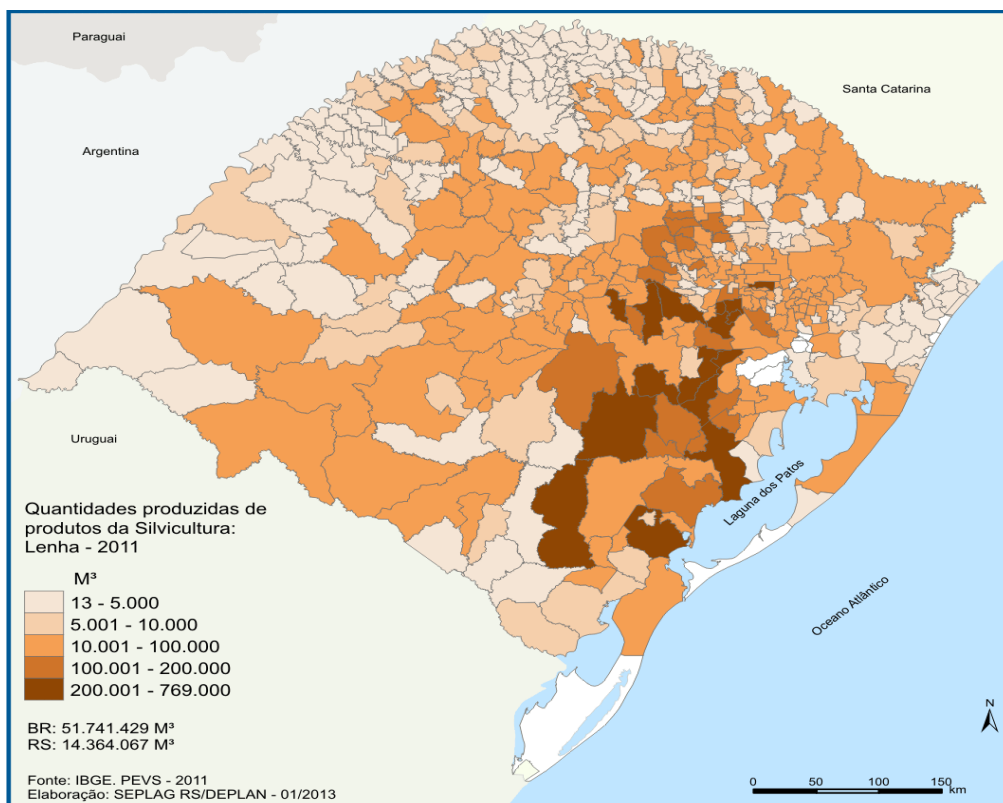 Paraguai
Santa Catarina
Argentina
Uruguai
Laguna dos Patos
Oceano Atlântico
Quantidades produzidas de
produtos da Silvicultura:
Lenha - 2011
M³
13 - 5.000
5.001 - 10.000
10.001 - 100.000
100.001 - 200.000
200.001 - 769.000
BR: 51.741.429 M³
RS: 14.364.067 M³
Fonte: IBGE. PEVS - 2011
Elaboração: SEPLAG RS/DEPLAN - 01/2013
N
0 50 100 150
km